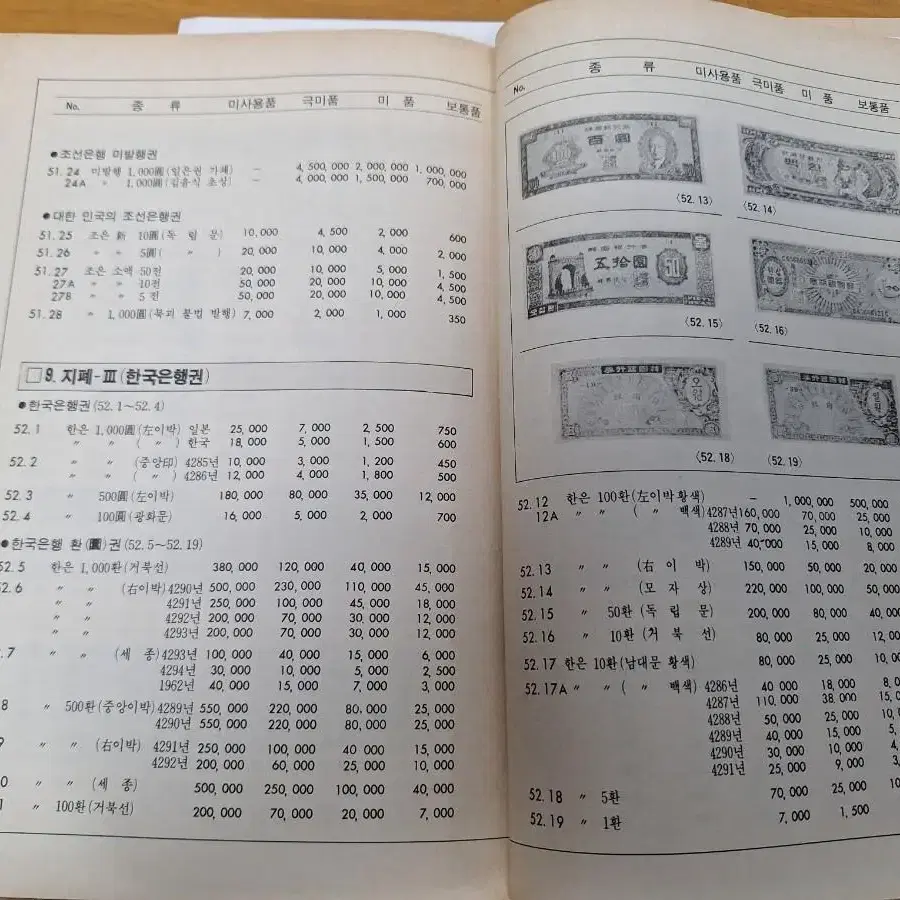 No. 종 류 미사용품 극미품 미 품 보통품
●조선은행 미발행권
51.24 미발행 1,000圓(일은권 가쇄) － 4,500,000 2,000,000 1,000,000
24A 〃 1,000圓(김윤식 초상) － 4,000,000 1,500,000 700,000
●대한 민국의 조선은행권
51.25 조은 新 10圓(독 립 문) 10,000 4,500 2,000 600
51.26 〃 〃 5圓( 〃 ) 20,000 10,000 4,000 2,000
51.27 조은 소액 50전 20,000 10,000 5,000 1,500
27A 〃 〃 10전 50,000 20,000 10,000 4,500
27B 〃 〃 5전 50,000 20,000 10,000 4,500
51.28 〃 1,000圓(북괴 불법 발행) 7,000 2,000 1,000 350
□9. 지폐-Ⅲ(한국은행권)
●한국은행권(52.1～52.4)
52.1 한은 1,000圓(左이박) 일본 25,000 7,000 2,500 750
〃 〃 ( 〃 ) 한국 18,000 5,000 1,500 600
52.2 〃 〃 (중앙印) 4285년 10,000 3,000 1,200 450
〃 〃 ( 〃 ) 4286년 12,000 4,000 1,800 500
52.3 〃 500圓(左이박) 180,000 80,000 35,000 12,000
52.4 〃 100圓(광화문) 16,000 5,000 2,000 700
●한국은행 환(圜)권(52.5～52.19)
52.5 한은 1,000환(거북선) 380,000 120,000 40,000 15,000
52.6 〃 〃 (右이박) 4290년 500,000 230,000 110,000 45,000
〃 〃 4291년 250,000 100,000 45,000 18,000
〃 〃 4292년 200,000 70,000 30,000 12,000
〃 〃 4293년 200,000 70,000 30,000 12,000
.7 〃 〃 (세 종) 4293년 100,000 40,000 15,000 6,000
4294년 30,000 10,000 5,000 2,500
1962년 40,000 15,000 7,000 3,000
8 〃 500환(중앙이박) 4289년 550,000 220,000 80,000 25,000
4290년 550,000 220,000 80,000 25,000
9 〃 〃 (右이박) 4291년 250,000 100,000 40,000 15,000
4292년 200,000 60,000 25,000 10,000
0 〃 〃 (세 종) 500,000 250,000 100,000 40,000
1 〃 100환(거북선) 200,000 70,000 20,000 7,000
No. 종 류 미사용품 극미품 미 품 보통품
百圜
〈52.13〉
백환
〈52.14〉
五拾圜
50
〈52.15〉
〈52.16〉
오원
〈52.18〉
일원
〈52.19〉
52.12 한은 100환(左이박황색) － 1,000,000 500,000
12A 〃 〃 ( 〃 백색) 4287년 160,000 70,000 25,000
4288년 70,000 25,000 10,000
4289년 40,000 15,000 8,000
52.13 〃 〃 (右 이 박) 150,000 50,000 20,000
52.14 〃 〃 (모 자 상) 220,000 100,000 50,000
52.15 〃 50환(독 립 문) 200,000 80,000 40,000
52.16 〃 10환(거 북 선) 80,000 25,000 12,00
52.17 한은 10환(남대문 황색) 80,000 25,000 10,0
52.17A 〃 〃 ( 〃 백색) 4286년 40,000 18,000 8,0
4287년 110,000 38,000 15,
4288년 50,000 25,000 10,
4289년 40,000 15,000 5,
4290년 30,000 10,000 4,
4291년 25,000 9,000 3,
52.18 〃 5환 70,000 25,000 10
52.19 〃 1환 7,000 1,500